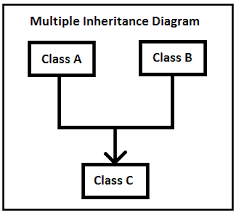 Multiple Inheritance Diagram
Class A
Class B
Class C